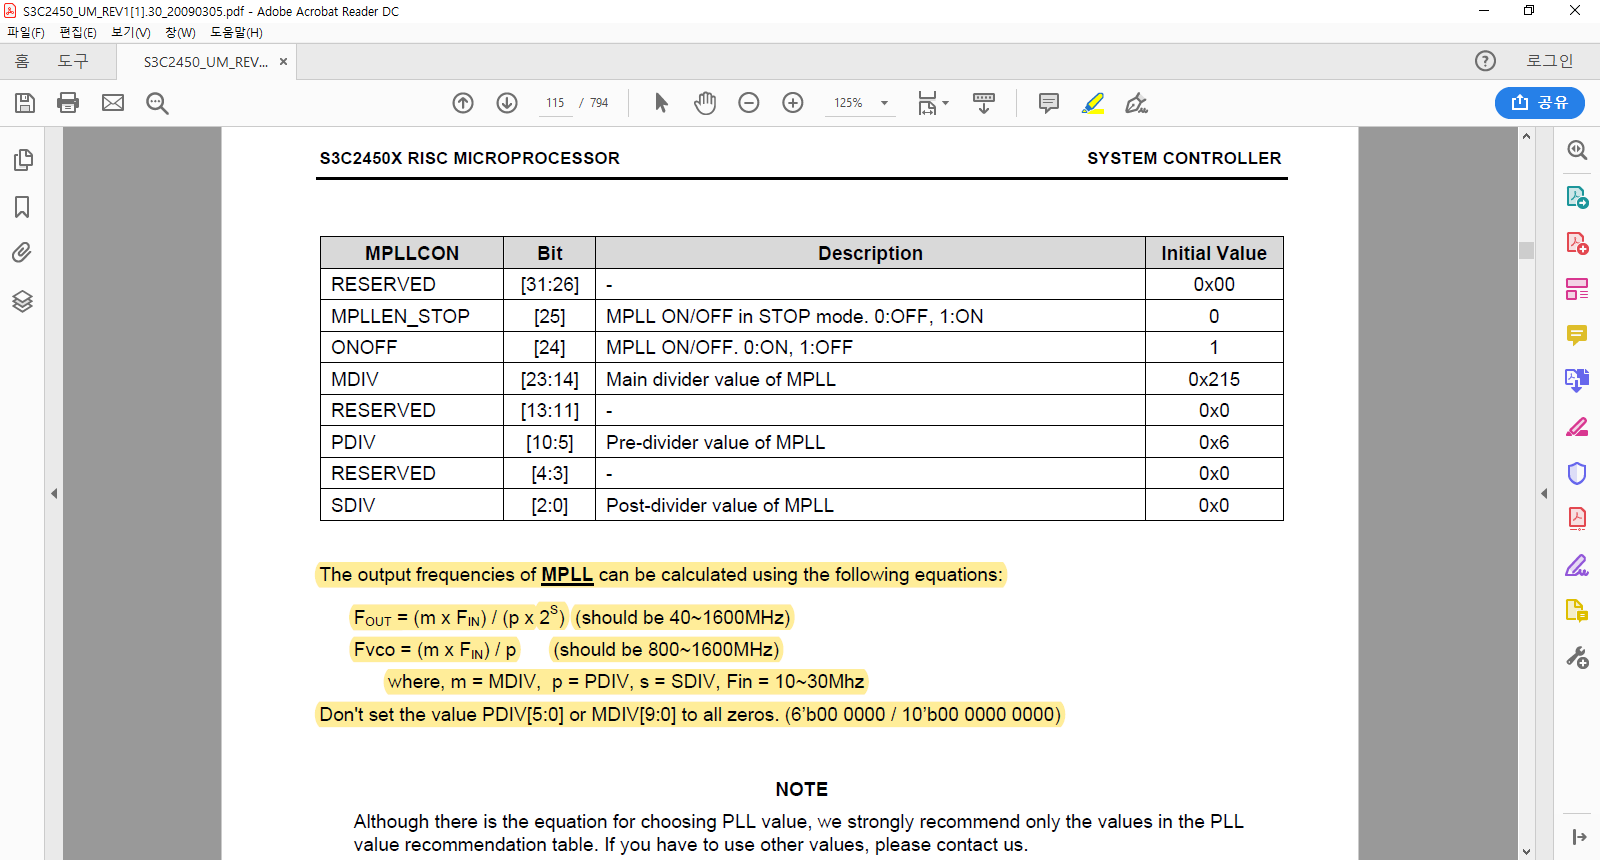 S3C2450_UM_REV1[1].30_20090305.pdf - Adobe Acrobat Reader DC
파일(F) 편집(E) 보기(V) 창(W) 도움말(H)
홈 도구 S3C2450_UM_REV... × ? 로그인
115 / 794 125% 공유
S3C2450X RISC MICROPROCESSOR SYSTEM CONTROLLER
MPLLCON Bit Description Initial Value
RESERVED [31:26] - 0x00
MPLLEN_STOP [25] MPLL ON/OFF in STOP mode. 0:OFF, 1:ON 0
ONOFF [24] MPLL ON/OFF. 0:ON, 1:OFF 1
MDIV [23:14] Main divider value of MPLL 0x215
RESERVED [13:11] - 0x0
PDIV [10:5] Pre-divider value of MPLL 0x6
RESERVED [4:3] - 0x0
SDIV [2:0] Post-divider value of MPLL 0x0
The output frequencies of MPLL can be calculated using the following equations:
FOUT = (m x FIN) / (p x 2S) (should be 40~1600MHz)
Fvco = (m x FIN) / p (should be 800~1600MHz)
where, m = MDIV, p = PDIV, s = SDIV, Fin = 10~30Mhz
Don't set the value PDIV[5:0] or MDIV[9:0] to all zeros. (6’b00 0000 / 10’b00 0000 0000)
NOTE
Although there is the equation for choosing PLL value, we strongly recommend only the values in the PLL
value recommendation table. If you have to use other values, please contact us.